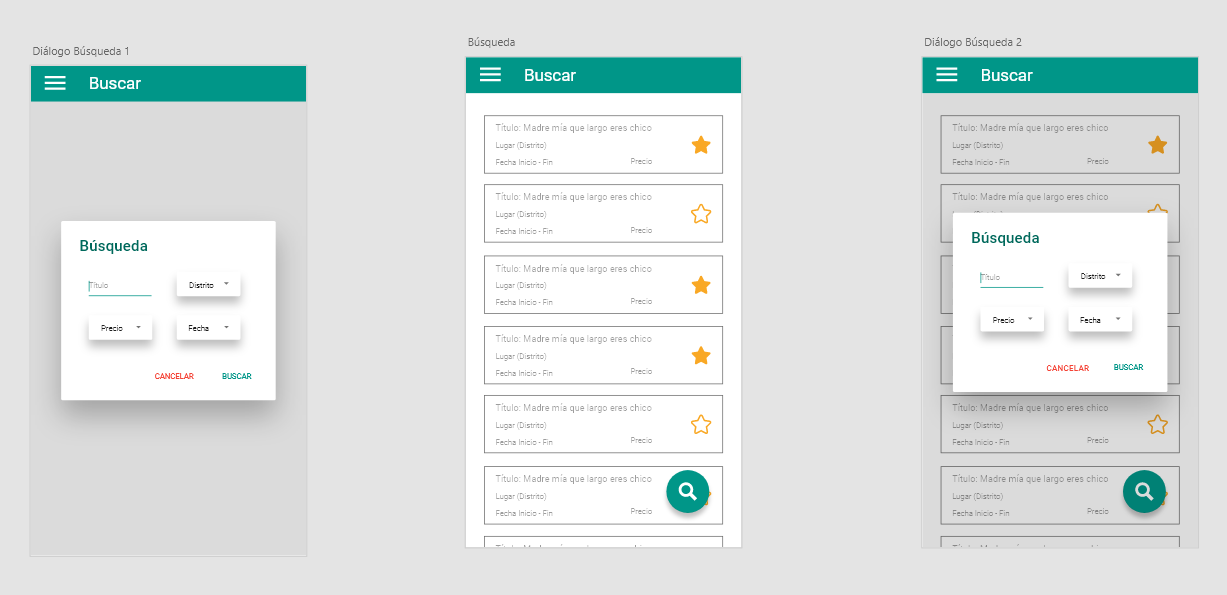 Diálogo Búsqueda 1
Buscar
Búsqueda
Título
Distrito
Precio
Fecha
CANCELAR
BUSCAR
Búsqueda
Buscar
Título: Madre mía que largo eres chico
Lugar (Distrito)
Fecha Inicio - Fin
Precio
Título: Madre mía que largo eres chico
Lugar (Distrito)
Fecha Inicio - Fin
Precio
Título: Madre mía que largo eres chico
Lugar (Distrito)
Fecha Inicio - Fin
Precio
Título: Madre mía que largo eres chico
Lugar (Distrito)
Fecha Inicio - Fin
Precio
Título: Madre mía que largo eres chico
Lugar (Distrito)
Fecha Inicio - Fin
Precio
Título: Madre mía que largo eres chico
Lugar (Distrito)
Fecha Inicio - Fin
Precio
Diálogo Búsqueda 2
Buscar
Título: Madre mía que largo eres chico
Lugar (Distrito)
Fecha Inicio - Fin
Precio
Título: Madre mía que largo eres chico
Búsqueda
Título
Distrito
Precio
Fecha
CANCELAR
BUSCAR
Título: Madre mía que largo eres chico
Lugar (Distrito)
Fecha Inicio - Fin
Precio
Título: Madre mía que largo eres chico
Lugar (Distrito)
Fecha Inicio - Fin
Precio